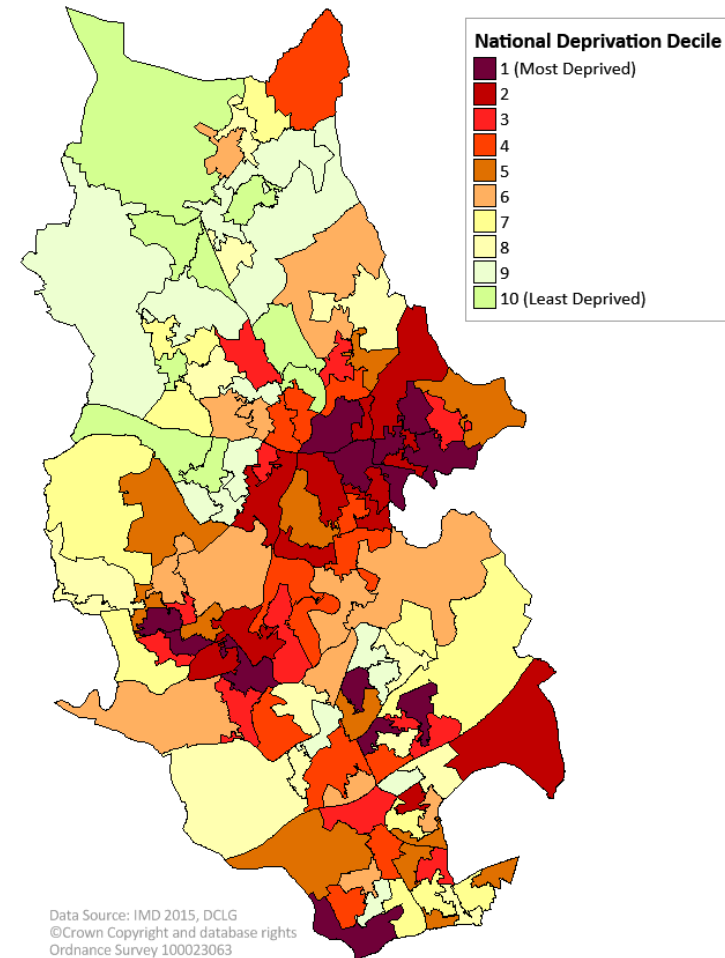 National Deprivation Decile
1 (Most Deprived)
2
3
4
5
6
7
8
9
10 (Least Deprived)
Data Source: IMD 2015, DCLG
©Crown Copyright and database rights
Ordnance Survey 100023063